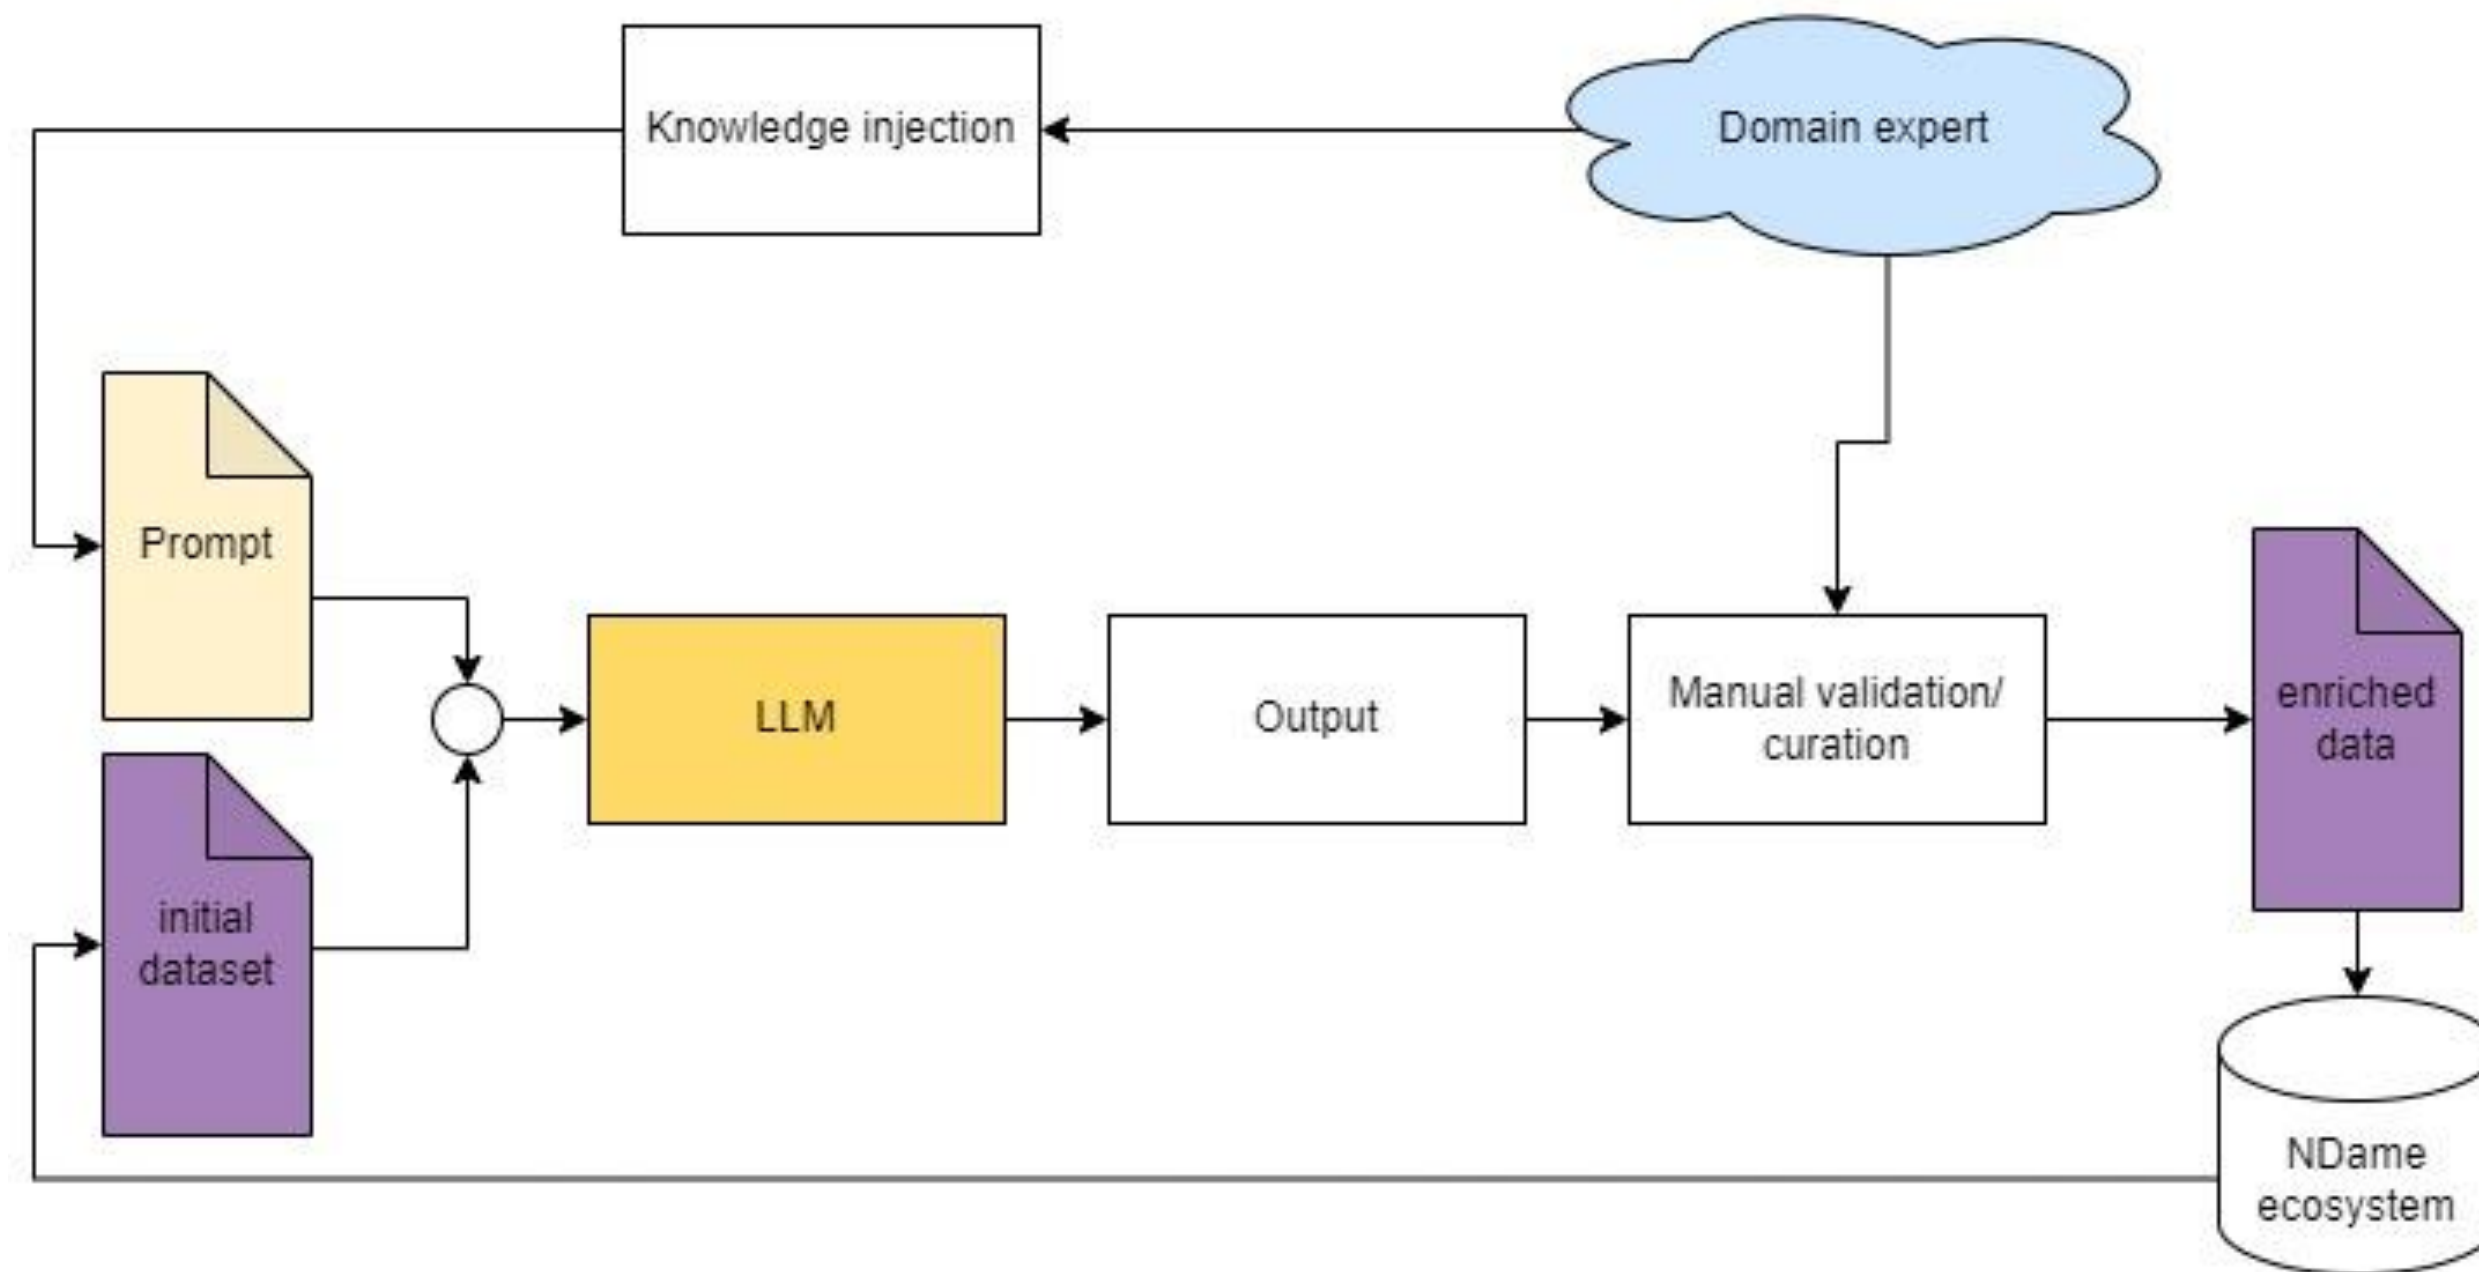 Knowledge injection
Domain expert
Prompt
LLM
Output
Manual validation/
curation
enriched
data
initial
dataset
NDame
ecosystem